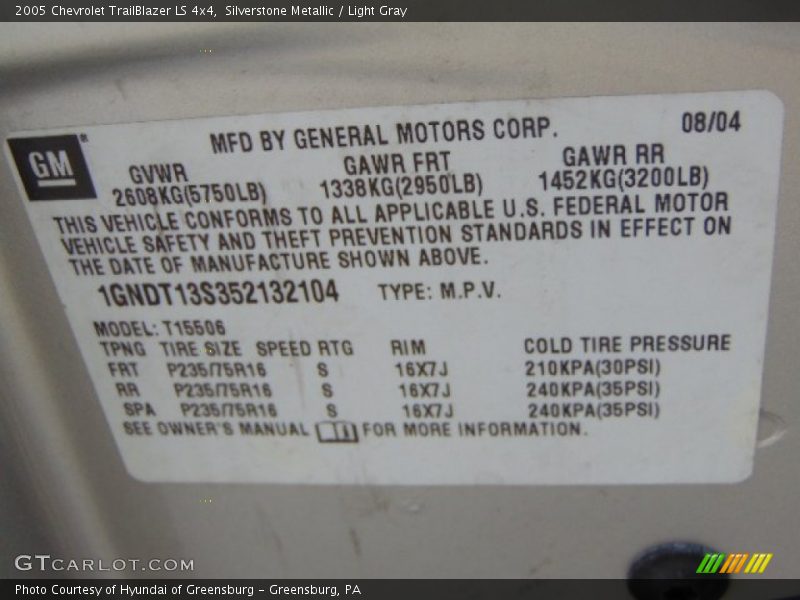 2005 Chevrolet TrailBlazer LS 4x4, Silverstone Metallic / Light Gray
GM®
MFD BY GENERAL MOTORS CORP. 08/04
GVWR GAWR FRT GAWR RR
2608KG(5750LB) 1338KG(2950LB) 1452KG(3200LB)
THIS VEHICLE CONFORMS TO ALL APPLICABLE U.S. FEDERAL MOTOR
VEHICLE SAFETY AND THEFT PREVENTION STANDARDS IN EFFECT ON
THE DATE OF MANUFACTURE SHOWN ABOVE.
1GNDT13S352132104 TYPE: M.P.V.
MODEL: T15506
TPNG TIRE SIZE SPEED RTG RIM COLD TIRE PRESSURE
FRT P235/75R16 S 16X7J 210KPA(30PSI)
RR P235/75R16 S 16X7J 240KPA(35PSI)
SPA P235/75R16 S 16X7J 240KPA(35PSI)
SEE OWNER'S MANUAL FOR MORE INFORMATION.
GTCARLOT.COM
Photo Courtesy of Hyundai of Greensburg – Greensburg, PA